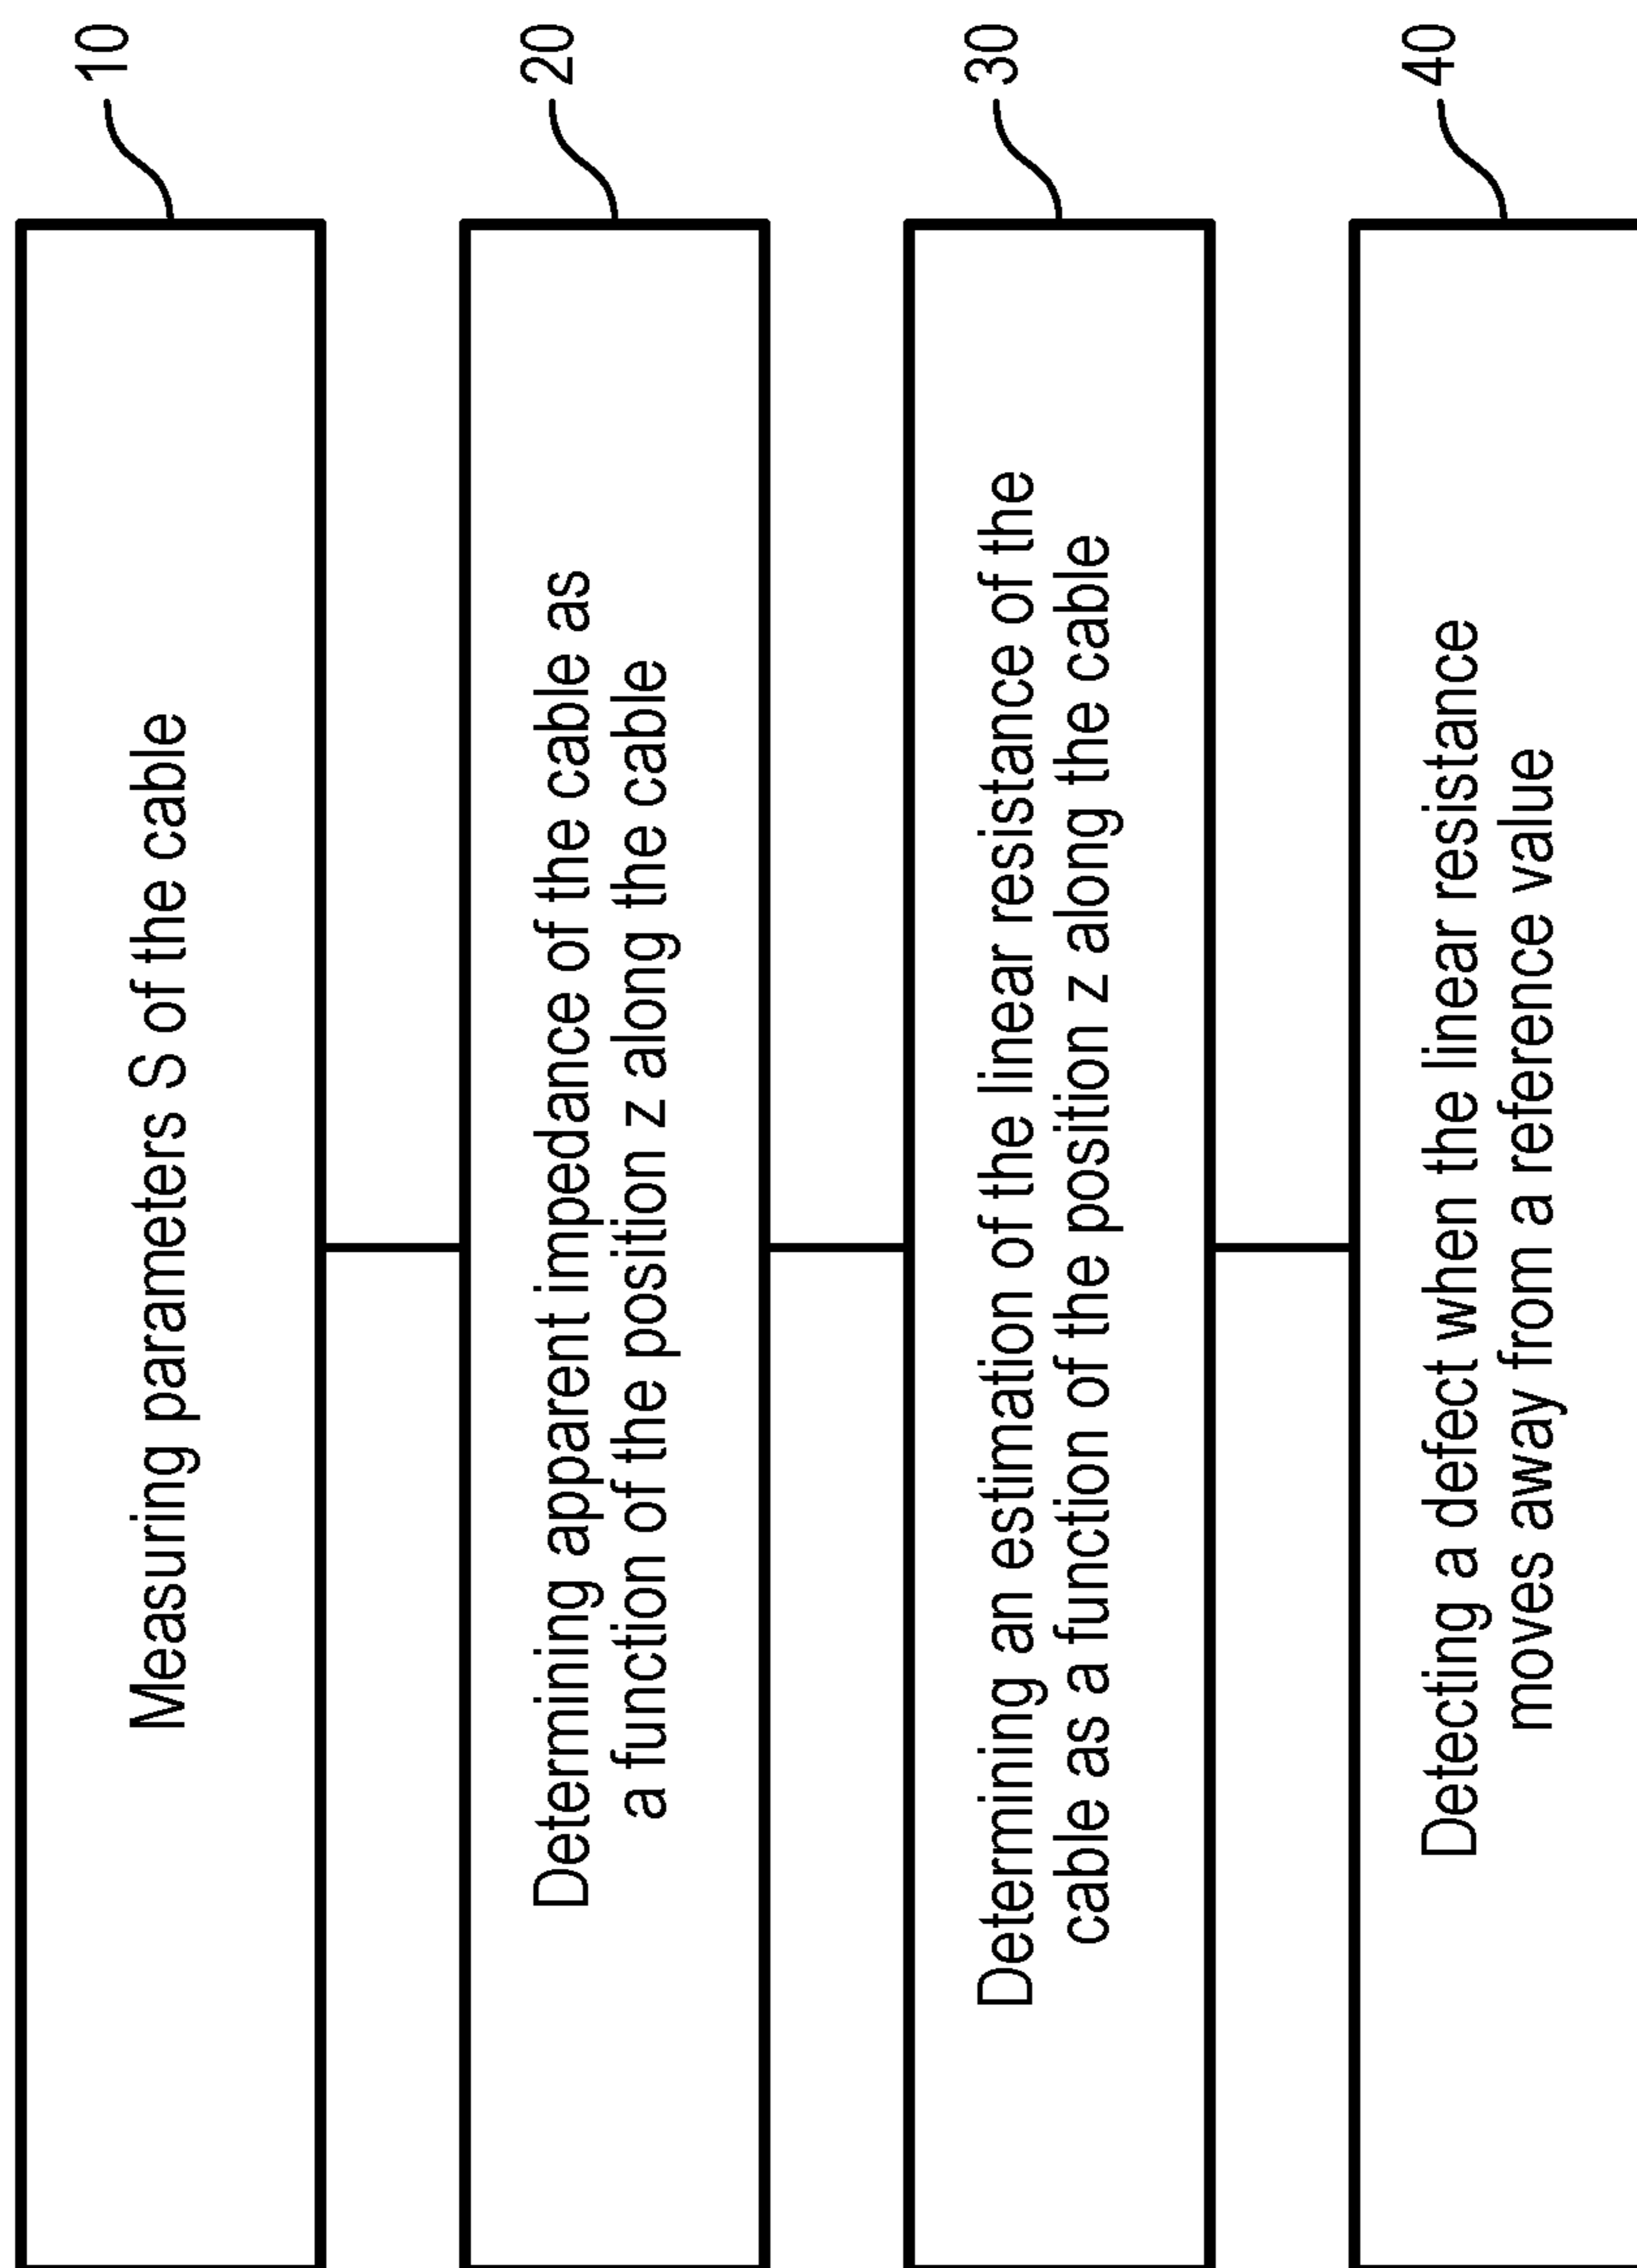 10
Measuring parameters S of the cable
20
Determining apparent impedance of the cable as
a function of the position z along the cable
30
Determining an estimation of the linear resistance of the
cable as a function of the position z along the cable
40
Detecting a defect when the linear resistance
moves away from a reference value